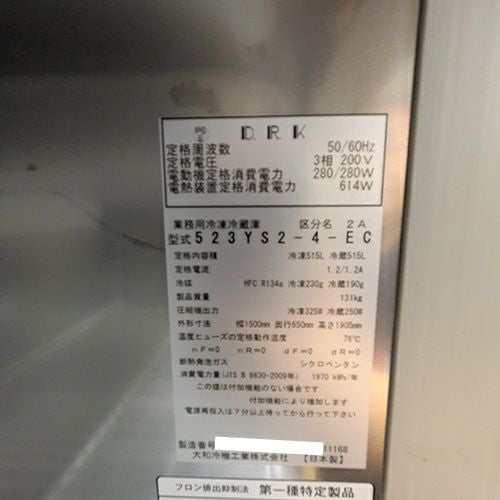 PS E
D.R.K
定格周波数 50/60Hz
定格電圧 3相 200V
電動機定格消費電力 280/280W
電熱装置定格消費電力 614W
業務用冷凍冷蔵庫 区分名 2A
型式 523YS2-4-EC
定格内容積 冷凍515L 冷蔵515L
定格電流 1.2/1.2A
冷媒 HFC R134a 冷凍230g 冷蔵190g
製品質量 131kg
圧縮機出力 冷凍325W 冷蔵250W
外形寸法 幅1500mm 奥行650mm 高さ1905mm
温度ヒューズの定格動作温度 76℃
nF=0 nR=0 dF=0 dR=0
断熱発泡ガス シクロペンタン
消費電力量(JIS B 8630-2009年) 1970 kWh/年
この値は付加機能のない場合です
付加機能により増加します
電源再投入は7分以上待ってから行って下さい
製造番号 11168
大和冷機工業株式会社 【日本製】
フロン排出抑制法 第一種特定製品